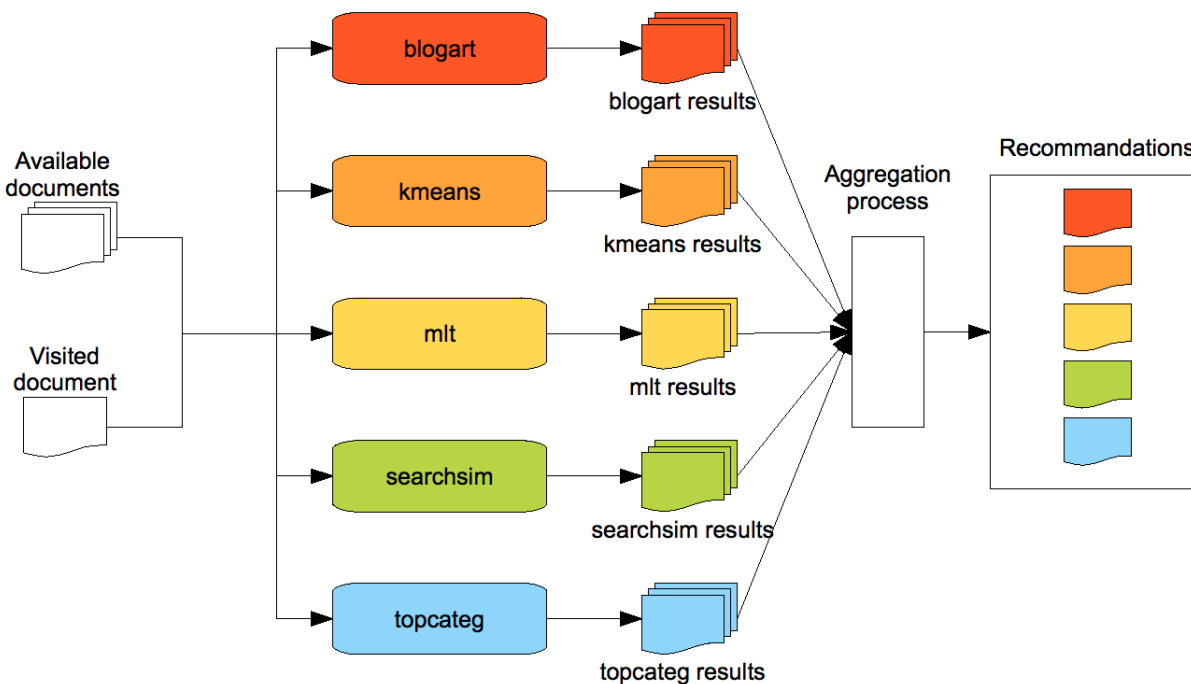 Available
documents
Visited
document
blogart
kmeans
mlt
searchsim
topcateg
blogart results
kmeans results
mlt results
searchsim results
topcateg results
Aggregation
process
Recommandations